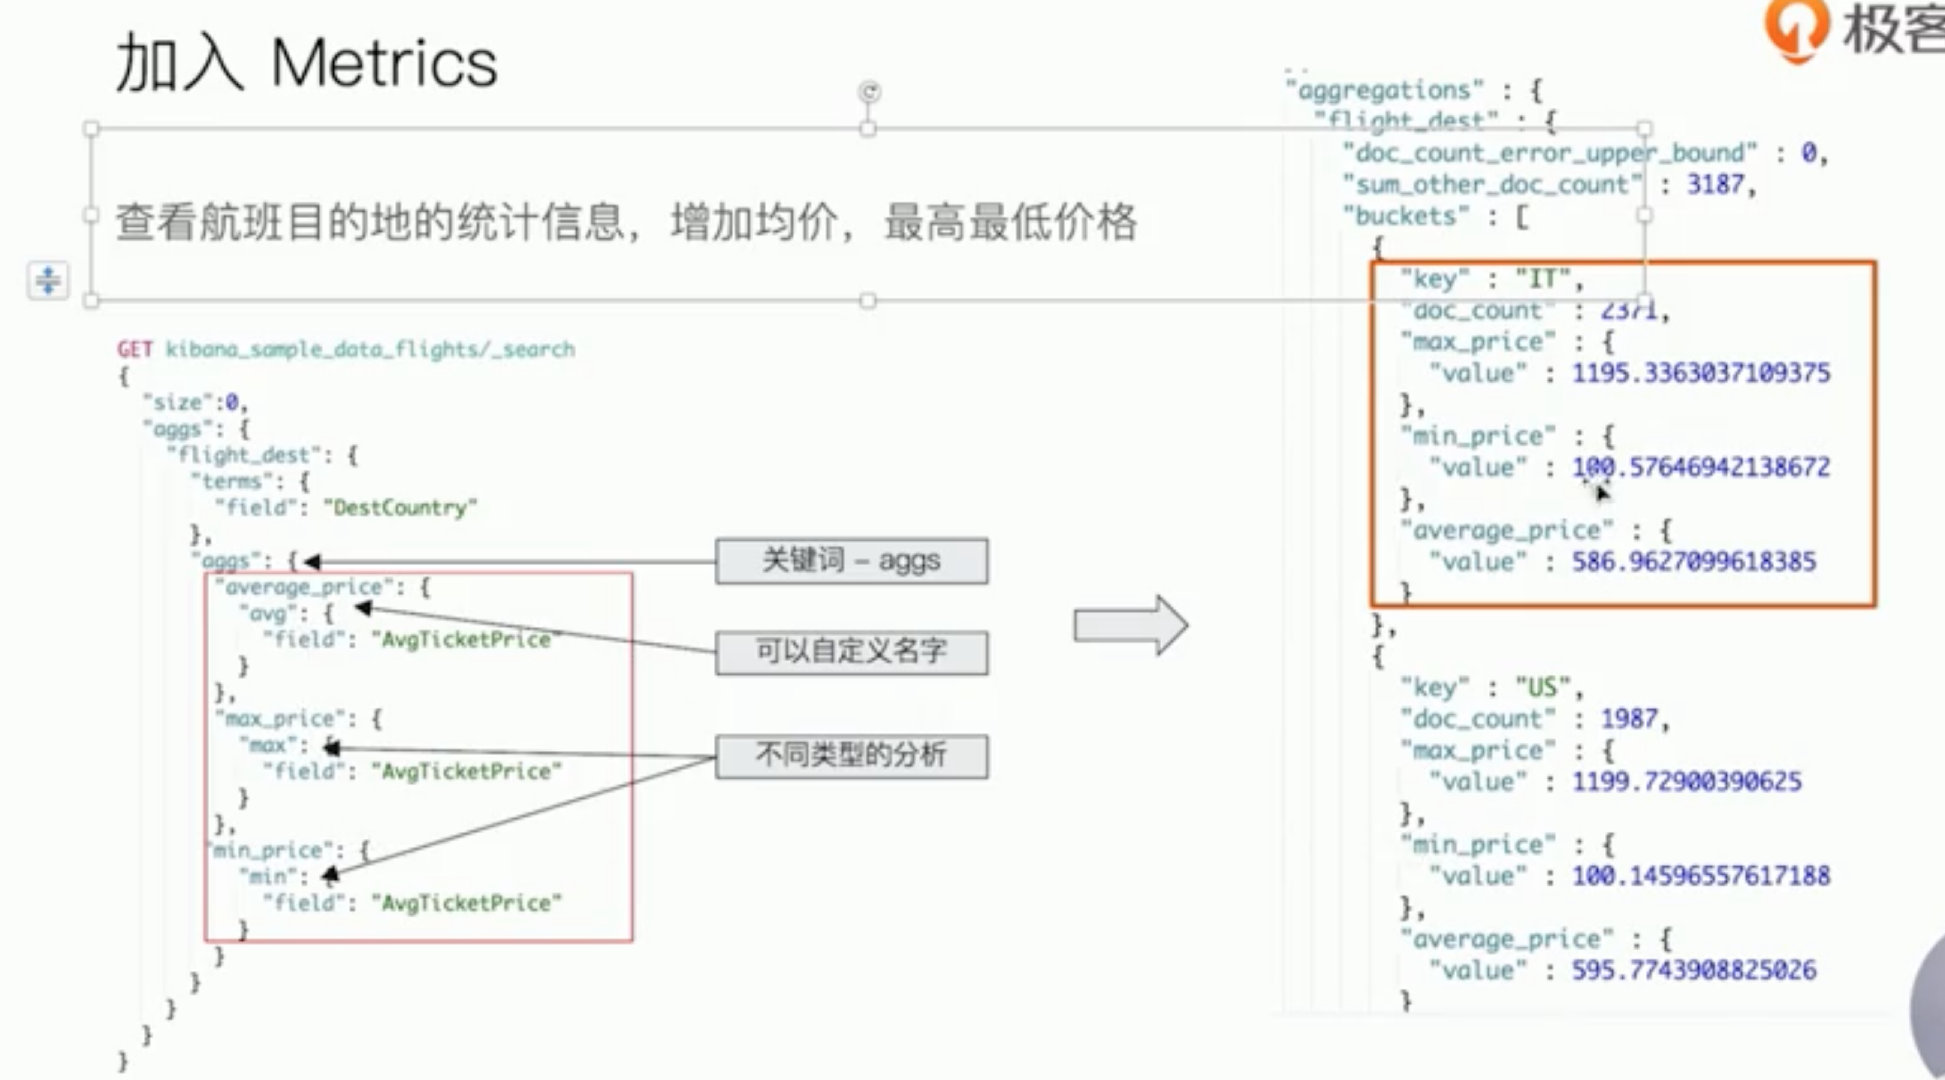 加入 Metrics
极客
查看航班目的地的统计信息，增加均价，最高最低价格
GET kibana_sample_data_flights/_search
{
"size":0,
"aggs": {
"flight_dest": {
"terms": {
"field": "DestCountry"
},
"aggs": {
"average_price": {
"avg": {
"field": "AvgTicketPrice"
}
},
"max_price": {
"max": {
"field": "AvgTicketPrice"
}
},
"min_price": {
"min": {
"field": "AvgTicketPrice"
}
}
}
}
}
}
关键词 – aggs
可以自定义名字
不同类型的分析
"aggregations" : {
"flight_dest" : {
"doc_count_error_upper_bound" : 0,
"sum_other_doc_count" : 3187,
"buckets" : [
{
"key" : "IT",
"doc_count" : 2371,
"max_price" : {
"value" : 1195.3363037109375
},
"min_price" : {
"value" : 100.57646942138672
},
"average_price" : {
"value" : 586.9627099618385
}
},
{
"key" : "US",
"doc_count" : 1987,
"max_price" : {
"value" : 1199.72900390625
},
"min_price" : {
"value" : 100.14596557617188
},
"average_price" : {
"value" : 595.7743908825026
}